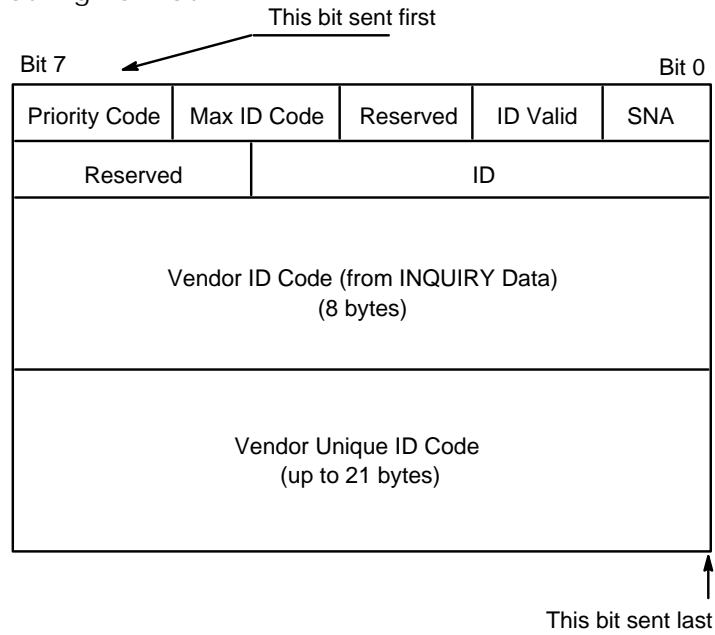 This bit sent first
Bit 7 Bit 0
Priority Code Max ID Code Reserved ID Valid SNA
Reserved ID
Vendor ID Code (from INQUIRY Data)
(8 bytes)
Vendor Unique ID Code
(up to 21 bytes)
This bit sent last